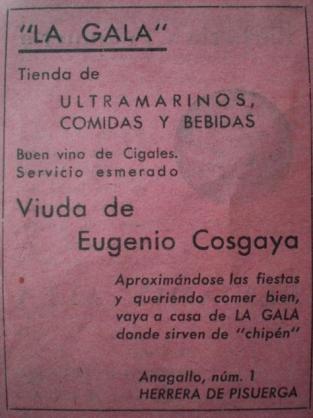 "LA GALA"
Tienda de
ULTRAMARINOS,
COMIDAS Y BEBIDAS
Buen vino de Cigales.
Servicio esmerado
Viuda de
Eugenio Cosgaya
Aproximándose las fiestas
y queriendo comer bien,
vaya a casa de LA GALA
donde sirven de "chipén"
Anagallo, núm. 1
HERRERA DE PISUERGA